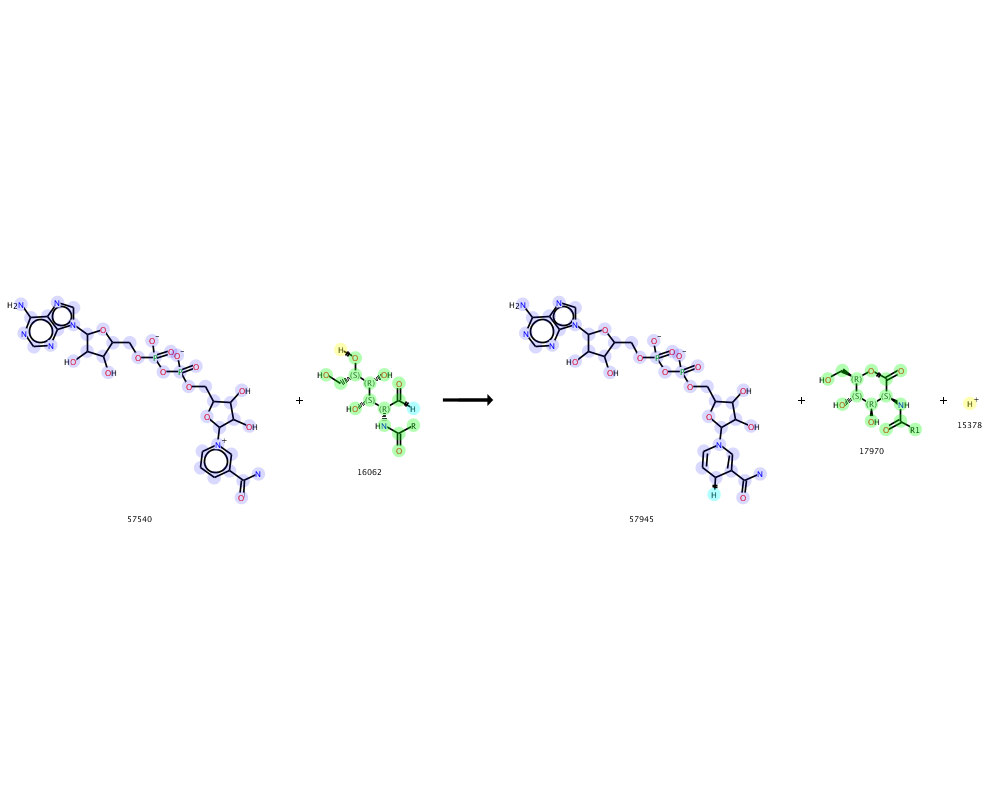 H2N N N N N O HO OH O P O⁻ O O P O⁻ O O O OH OH N⁺ N O
57540
+
H O HO S R OH S HO R O H HN R O
16062
H2N N N N N O HO OH O P O⁻ O O P O⁻ O O O OH OH N H N O
57945
+
HO R O O S HO R S OH NH O R1
17970
+
H⁺
15378